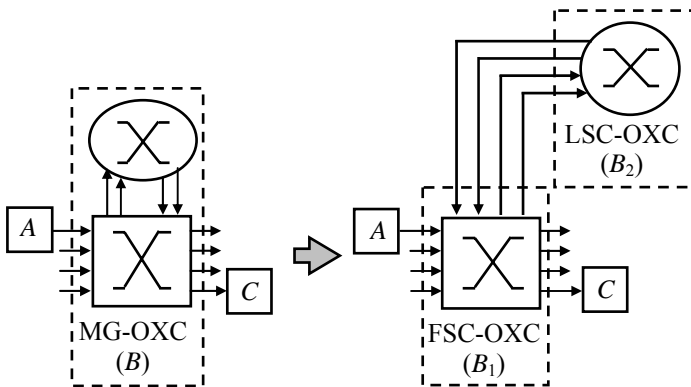 LSC-OXC
(B₂)
A
A
C
C
MG-OXC
(B)
FSC-OXC
(B₁)